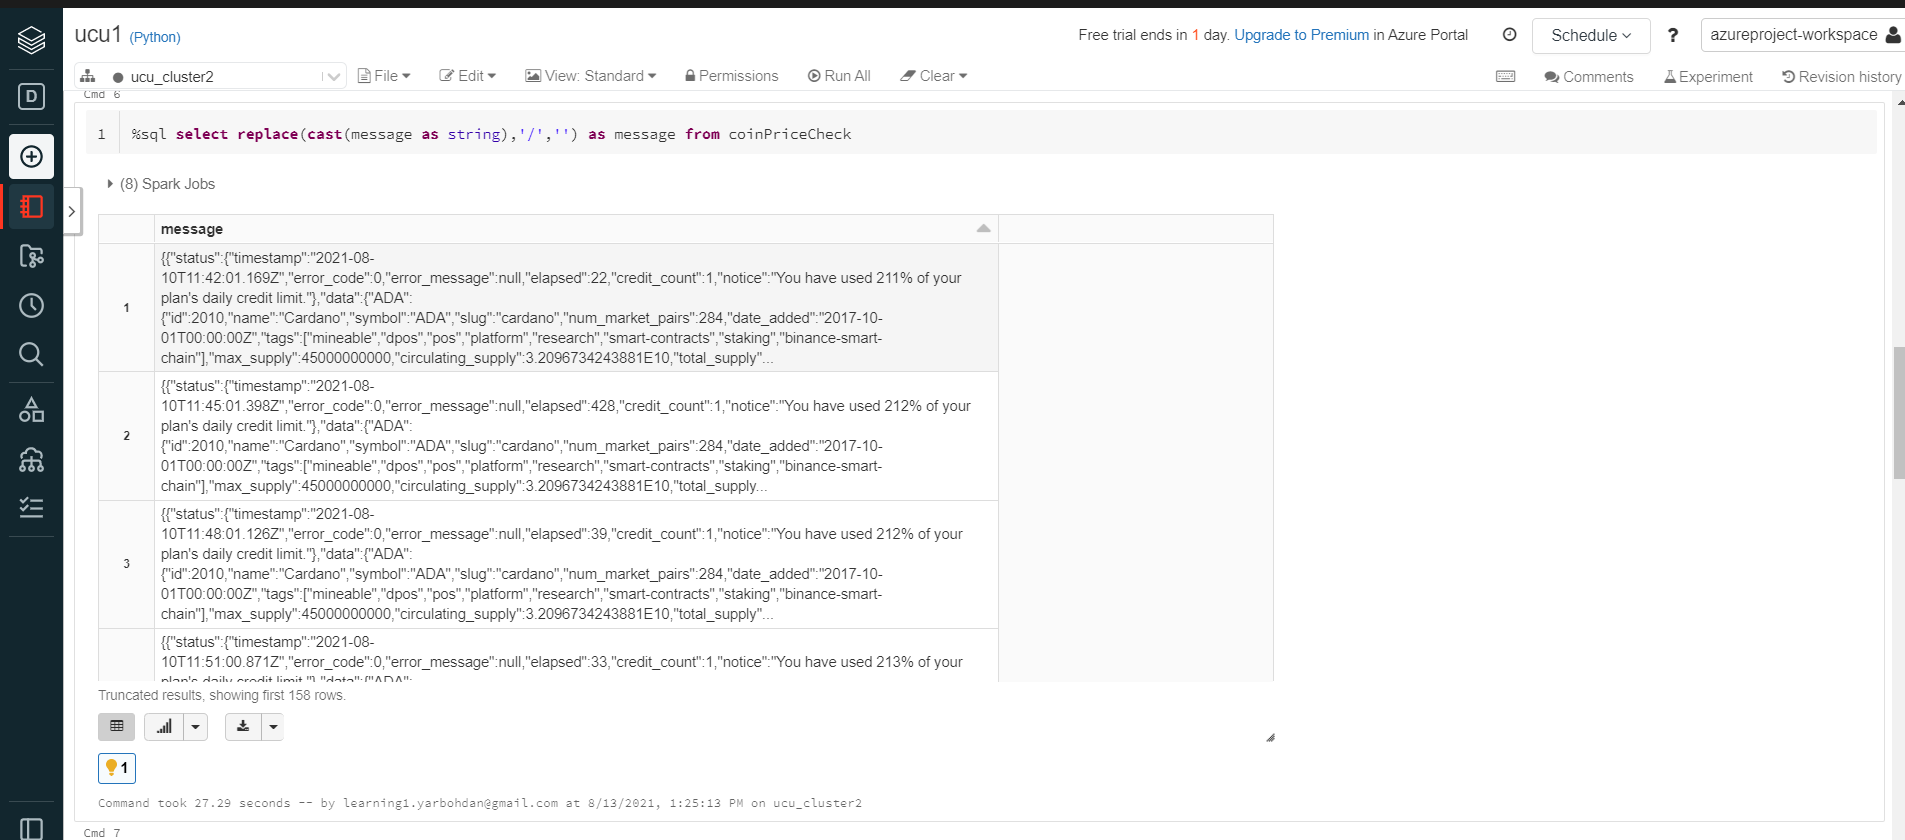 ucu1 (Python)
Free trial ends in 1 day. Upgrade to Premium in Azure Portal
Schedule
?
azureproject-workspace
D
ucu_cluster2
File
Edit
View: Standard
Permissions
Run All
Clear
Comments
Experiment
Revision history
Cmd 6
1 %sql select replace(cast(message as string),'/','') as message from coinPriceCheck
(8) Spark Jobs
message
1
{{"status":{"timestamp":"2021-08-
10T11:42:01.169Z","error_code":0,"error_message":null,"elapsed":22,"credit_count":1,"notice":"You have used 211% of your
plan's daily credit limit."},"data":{"ADA":
{"id":2010,"name":"Cardano","symbol":"ADA","slug":"cardano","num_market_pairs":284,"date_added":"2017-10-
01T00:00:00Z","tags":["mineable","dpos","pos","platform","research","smart-contracts","staking","binance-smart-
chain"],"max_supply":45000000000,"circulating_supply":3.2096734243881E10,"total_supply"...
2
{{"status":{"timestamp":"2021-08-
10T11:45:01.398Z","error_code":0,"error_message":null,"elapsed":428,"credit_count":1,"notice":"You have used 212% of your
plan's daily credit limit."},"data":{"ADA":
{"id":2010,"name":"Cardano","symbol":"ADA","slug":"cardano","num_market_pairs":284,"date_added":"2017-10-
01T00:00:00Z","tags":["mineable","dpos","pos","platform","research","smart-contracts","staking","binance-smart-
chain"],"max_supply":45000000000,"circulating_supply":3.2096734243881E10,"total_supply...
3
{{"status":{"timestamp":"2021-08-
10T11:48:01.126Z","error_code":0,"error_message":null,"elapsed":39,"credit_count":1,"notice":"You have used 212% of your
plan's daily credit limit."},"data":{"ADA":
{"id":2010,"name":"Cardano","symbol":"ADA","slug":"cardano","num_market_pairs":284,"date_added":"2017-10-
01T00:00:00Z","tags":["mineable","dpos","pos","platform","research","smart-contracts","staking","binance-smart-
chain"],"max_supply":45000000000,"circulating_supply":3.2096734243881E10,"total_supply"...
{{"status":{"timestamp":"2021-08-
10T11:51:00.871Z","error_code":0,"error_message":null,"elapsed":33,"credit_count":1,"notice":"You have used 213% of your
plan's daily credit limit."},"data":{"ADA":
Truncated results, showing first 158 rows.
1
Command took 27.29 seconds -- by learning1.yarbohdan@gmail.com at 8/13/2021, 1:25:13 PM on ucu_cluster2
Cmd 7